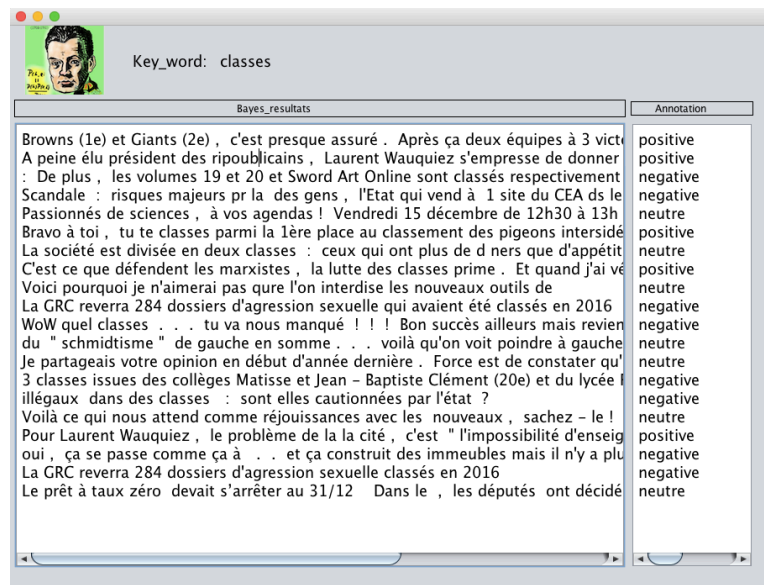 Key_word: classes
Bayes_resultats
Annotation
Browns (1e) et Giants (2e) , c'est presque assuré . Après ça deux équipes à 3 positive
A peine élu président des ripoublicains , Laurent Wauquiez s'empresse de donner positive
: De plus , les volumes 19 et 20 et Sword Art Online sont classés respectivement negative
Scandale : risques majeurs pr la des gens , l'Etat qui vend à 1 site du CEA ds le negative
Passionnés de sciences , à vos agendas ! Vendredi 15 décembre de 12h30 à 13h neutre
Bravo à toi , tu te classes parmi la 1ère place au classement des pigeons positive
La société est divisée en deux classes : ceux qui ont plus de d ners que d'appétit neutre
C'est ce que défendent les marxistes , la lutte des classes prime . Et quand j'ai positive
Voici pourquoi je n'aimerai pas qure l'on interdise les nouveaux outils de neutre
La GRC reverra 284 dossiers d'agression sexuelle qui avaient été classés en 2016 negative
WoW quel classes . . . tu va nous manqué ! ! ! Bon succès ailleurs mais revien negative
du " schmidtisme " de gauche en somme . . . voilà qu'on voit poindre à gauche neutre
Je partageais votre opinion en début d'année dernière . Force est de constater qu' neutre
3 classes issues des collèges Matisse et Jean – Baptiste Clément (20e) et du lycée negative
illégaux dans des classes : sont elles cautionnées par l'état ? negative
Voilà ce qui nous attend comme réjouissances avec les nouveaux , sachez – le ! neutre
Pour Laurent Wauquiez , le problème de la la cité , c'est " l'impossibilité d'enseig positive
oui , ça se passe comme ça à . . et ça construit des immeubles mais il n'y a plu negative
La GRC reverra 284 dossiers d'agression sexuelle classés en 2016 negative
Le prêt à taux zéro devait s'arrêter au 31/12 Dans le , les députés ont décidé neutre